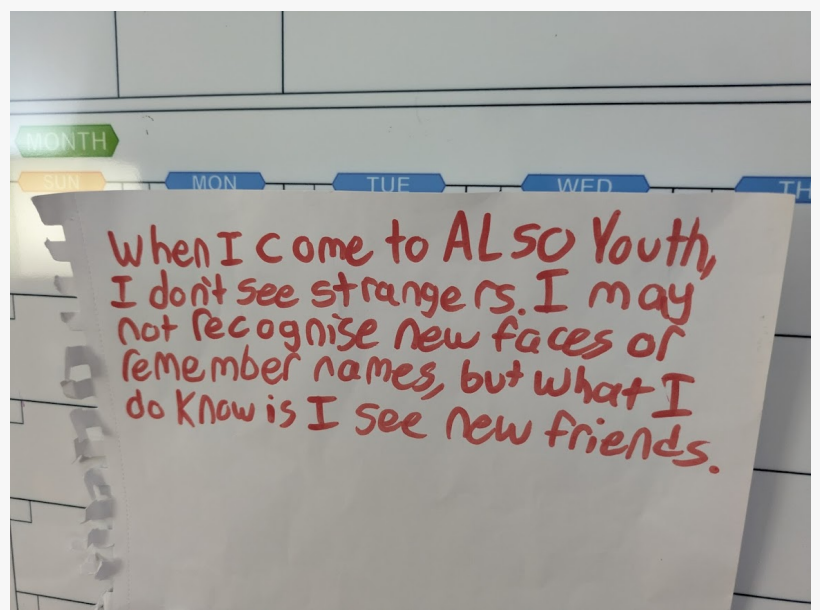 MONTH
SUN MON TUE WED TH
When I come to ALSO Youth,
I don't see strangers. I may
not recognise new faces or
remember names, but what I
do know is I see new friends.